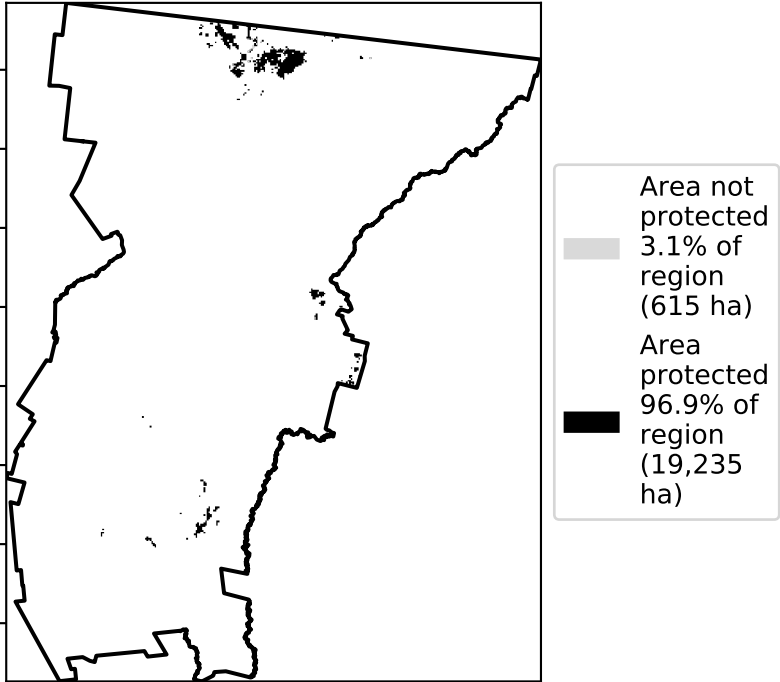 Area not
protected
3.1% of
region
(615 ha)
Area
protected
96.9% of
region
(19,235
ha)